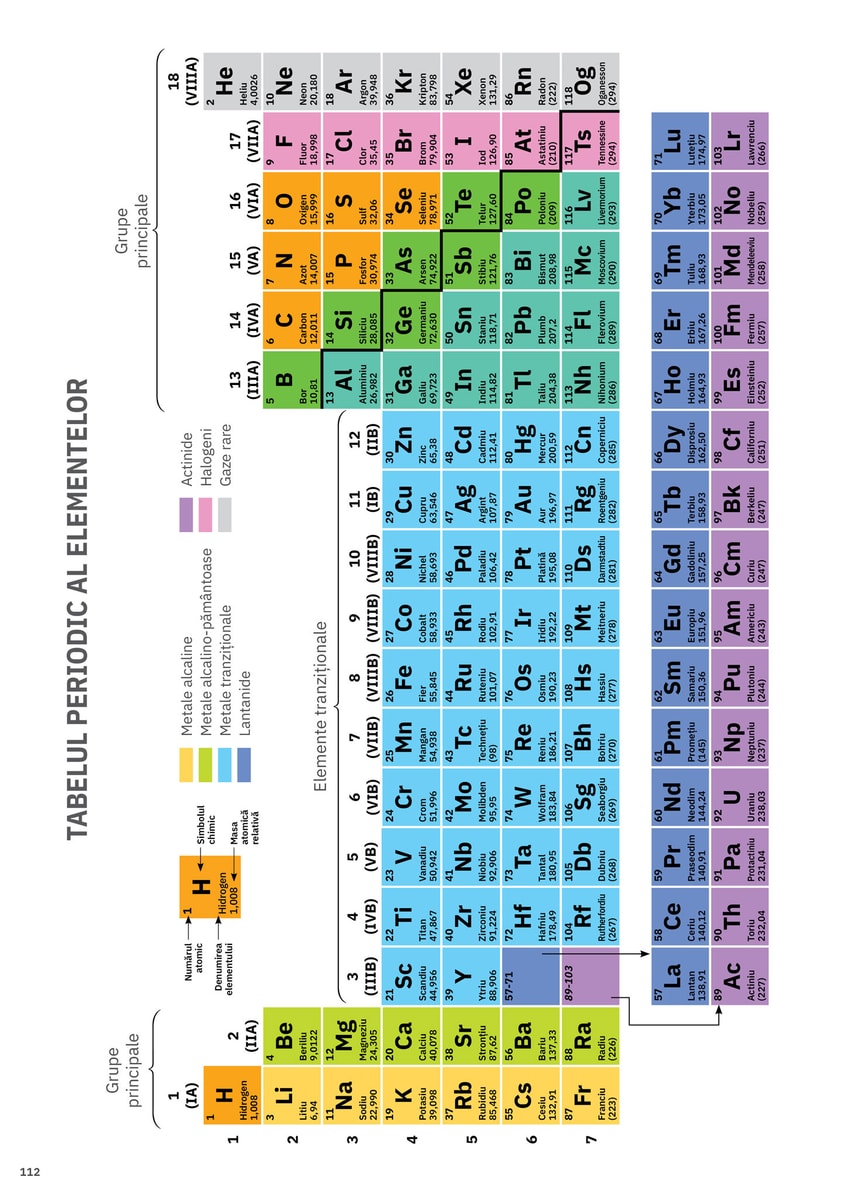 112
TABELUL PERIODIC AL ELEMENTELOR
Grupe
principale
Grupe
principale
1
(IA)
18
(VIIIA)
Numărul
atomic
Denumirea
elementului
1
H
Hidrogen
1,008
Simbolul
chimic
Masa
atomică
relativă
Metale alcaline
Metale alcalino-pământoase
Metale tranziționale
Lantanide
Actinide
Halogeni
Gaze rare
1
1 2
H He
Hidrogen Heliu
1,008 4,0026
2
(IIA)
13 14 15 16 17
(IIIA) (IVA) (VA) (VIA) (VIIA)
2
3 4 5 6 7 8 9 10
Li Be B C N O F Ne
Litiu Beriliu Bor Carbon Azot Oxigen Fluor Neon
6,94 9,0122 10,81 12,011 14,007 15,999 18,998 20,180
Elemente tranziționale
3
11 12 13 14 15 16 17 18
Na Mg Al Si P S Cl Ar
Sodiu Magneziu Aluminiu Siliciu Fosfor Sulf Clor Argon
22,990 24,305 26,982 28,085 30,974 32,06 35,45 39,948
3 4 5 6 7 8 9 10 11 12
(IIIB) (IVB) (VB) (VIB) (VIIB) (VIIIB) (VIIIB) (VIIIB) (IB) (IIB)
4
19 20 21 22 23 24 25 26 27 28 29 30 31 32 33 34 35 36
K Ca Sc Ti V Cr Mn Fe Co Ni Cu Zn Ga Ge As Se Br Kr
Potasiu Calciu Scandiu Titan Vanadiu Crom Mangan Fier Cobalt Nichel Cupru Zinc Galiu Germaniu Arsen Seleniu Brom Kripton
39,098 40,078 44,956 47,867 50,942 51,996 54,938 55,845 58,933 58,693 63,546 65,38 69,723 72,630 74,922 78,971 79,904 83,798
5
37 38 39 40 41 42 43 44 45 46 47 48 49 50 51 52 53 54
Rb Sr Y Zr Nb Mo Tc Ru Rh Pd Ag Cd In Sn Sb Te I Xe
Rubidiu Stronțiu Ytriu Zirconiu Niobiu Molibden Tehnețiu Ruteniu Rodiu Paladiu Argint Cadmiu Indiu Staniu Stibiu Telur Iod Xenon
85,468 87,62 88,906 91,224 92,906 95,95 (98) 101,07 102,91 106,42 107,87 112,41 114,82 118,71 121,76 127,60 126,90 131,29
6
55 56 57-71 72 73 74 75 76 77 78 79 80 81 82 83 84 85 86
Cs Ba Hf Ta W Re Os Ir Pt Au Hg Tl Pb Bi Po At Rn
Cesiu Bariu Hafniu Tantal Wolfram Reniu Osmiu Iridiu Platină Aur Mercur Taliu Plumb Bismut Poloniu Astatiniu Radon
132,91 137,33 178,49 180,95 183,84 186,21 190,23 192,22 195,08 196,97 200,59 204,38 207,2 208,98 (209) (210) (222)
7
87 88 89-103 104 105 106 107 108 109 110 111 112 113 114 115 116 117 118
Fr Ra Rf Db Sg Bh Hs Mt Ds Rg Cn Nh Fl Mc Lv Ts Og
Franciu Radiu Rutherfordiu Dubniu Seaborgiu Bohriu Hassiu Meitneriu Darmstadtiu Roentgeniu Coperniciu Nihonium Flerovium Moscovium Livermorium Tennessine Oganesson
(223) (226) (267) (268) (269) (270) (277) (278) (281) (282) (285) (286) (289) (290) (293) (294) (294)
57 58 59 60 61 62 63 64 65 66 67 68 69 70 71
La Ce Pr Nd Pm Sm Eu Gd Tb Dy Ho Er Tm Yb Lu
Lantan Ceriu Praseodim Neodim Promețiu Samariu Europiu Gadoliniu Terbiu Disprosiu Holmiu Erbiu Tuliu Yterbiu Lutețiu
138,91 140,12 140,91 144,24 (145) 150,36 151,96 157,25 158,93 162,50 164,93 167,26 168,93 173,05 174,97
89 90 91 92 93 94 95 96 97 98 99 100 101 102 103
Ac Th Pa U Np Pu Am Cm Bk Cf Es Fm Md No Lr
Actiniu Toriu Protactiniu Uraniu Neptuniu Plutoniu Americiu Curiu Berkeliu Californiu Einsteiniu Fermiu Mendeleeviu Nobeliu Lawrenciu
(227) 232,04 231,04 238,03 (237) (244) (243) (247) (247) (251) (252) (257) (258) (259) (266)